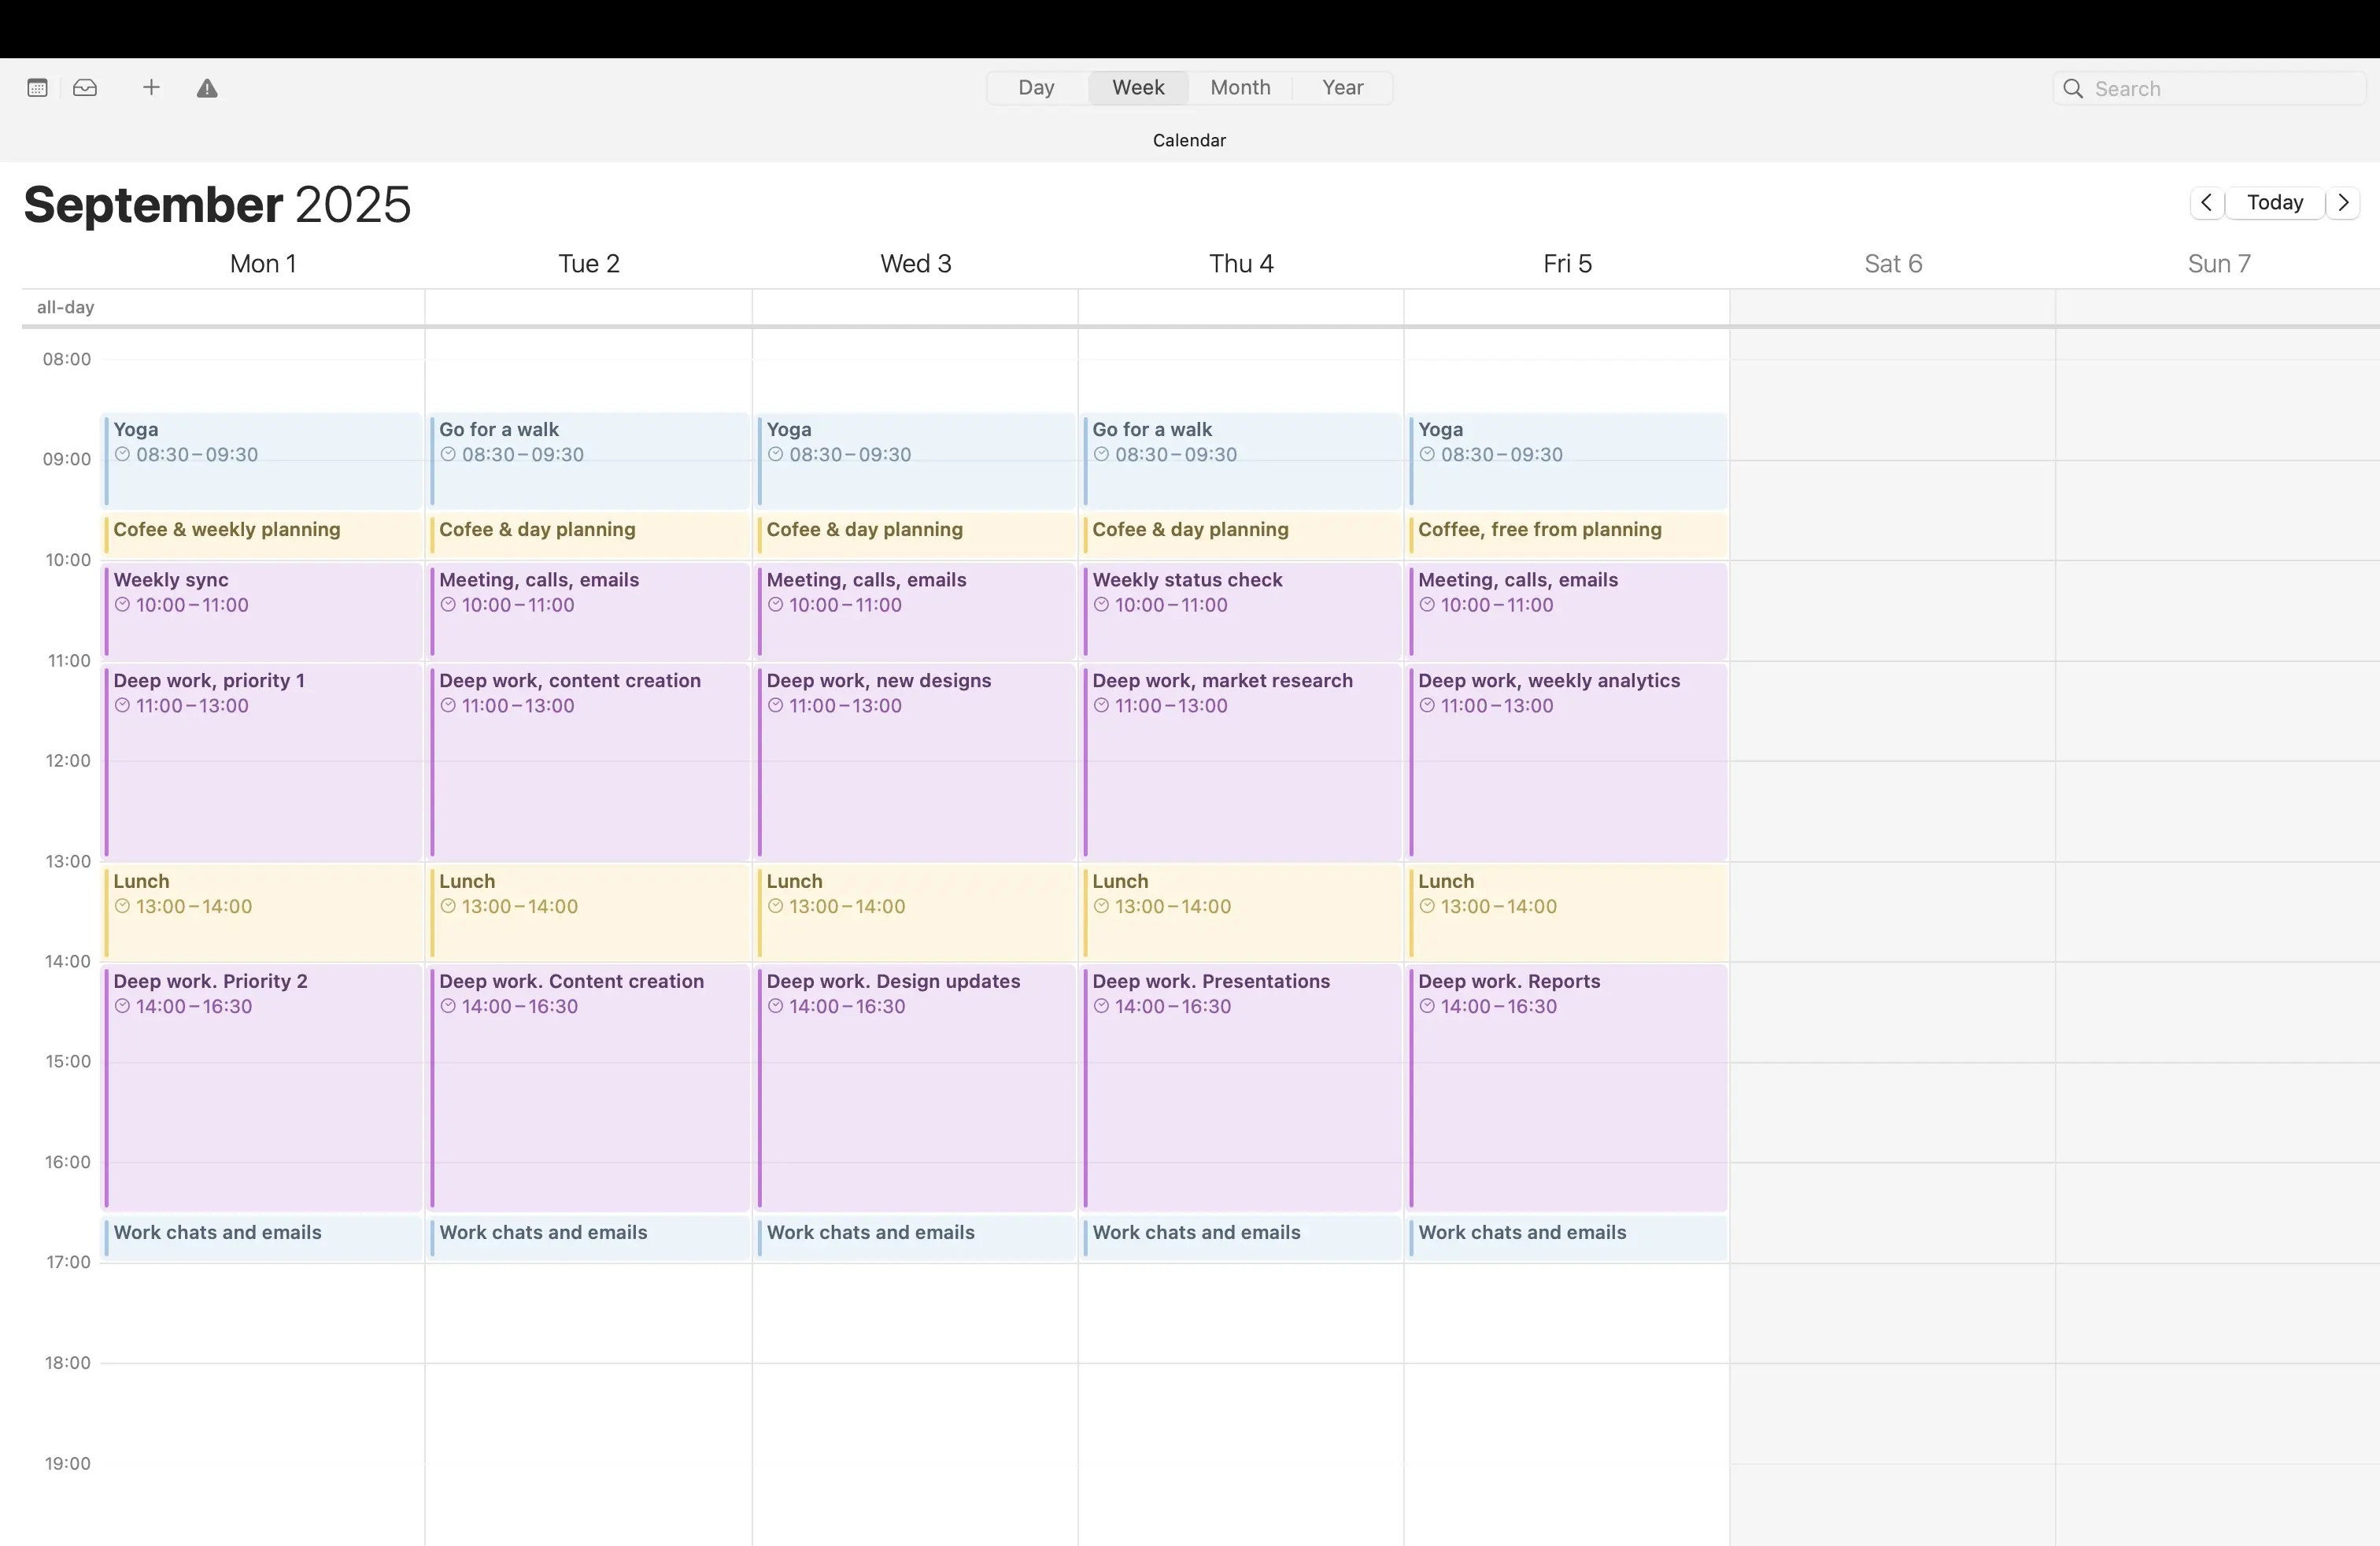 Day Week Month Year
Search
Calendar
September 2025
Today
Mon 1 Tue 2 Wed 3 Thu 4 Fri 5 Sat 6 Sun 7
all-day
08:00
Yoga Go for a walk Yoga Go for a walk Yoga
08:30–09:30 08:30–09:30 08:30–09:30 08:30–09:30 08:30–09:30
09:00
Cofee & weekly planning Cofee & day planning Cofee & day planning Cofee & day planning Coffee, free from planning
10:00
Weekly sync Meeting, calls, emails Meeting, calls, emails Weekly status check Meeting, calls, emails
10:00–11:00 10:00–11:00 10:00–11:00 10:00–11:00 10:00–11:00
11:00
Deep work, priority 1 Deep work, content creation Deep work, new designs Deep work, market research Deep work, weekly analytics
11:00–13:00 11:00–13:00 11:00–13:00 11:00–13:00 11:00–13:00
12:00
13:00
Lunch Lunch Lunch Lunch Lunch
13:00–14:00 13:00–14:00 13:00–14:00 13:00–14:00 13:00–14:00
14:00
Deep work. Priority 2 Deep work. Content creation Deep work. Design updates Deep work. Presentations Deep work. Reports
14:00–16:30 14:00–16:30 14:00–16:30 14:00–16:30 14:00–16:30
15:00
16:00
Work chats and emails Work chats and emails Work chats and emails Work chats and emails Work chats and emails
17:00
18:00
19:00